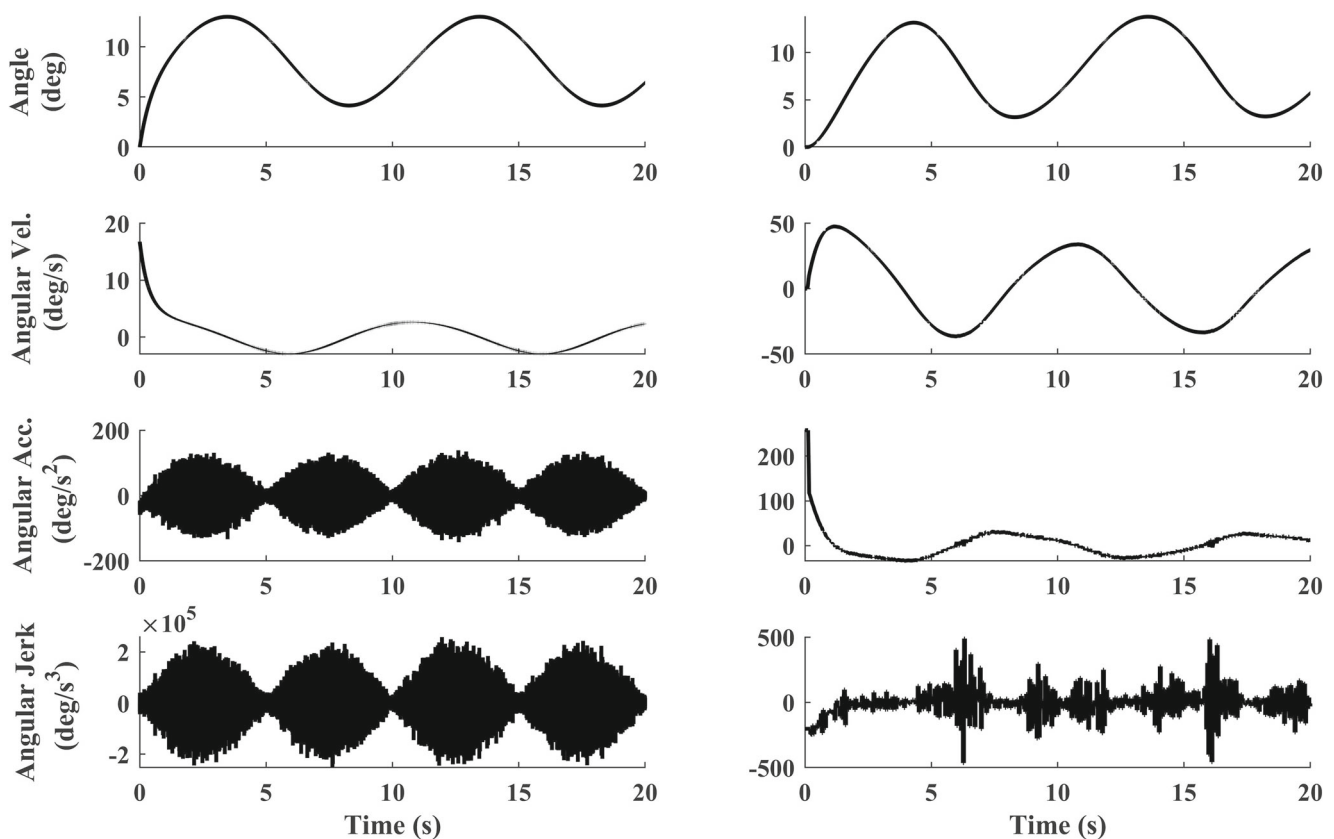 Angle
(deg)
10
5
0
0 5 10 15 20
10
5
0
0 5 10 15 20
Angular Vel.
(deg/s)
20
10
0
0 5 10 15 20
50
0
-50
0 5 10 15 20
Angular Acc.
(deg/s²)
200
0
-200
0 5 10 15 20
200
100
0
0 5 10 15 20
Angular Jerk
(deg/s³)
×10⁵
2
0
-2
0 5 10 15 20
Time (s)
500
0
-500
0 5 10 15 20
Time (s)